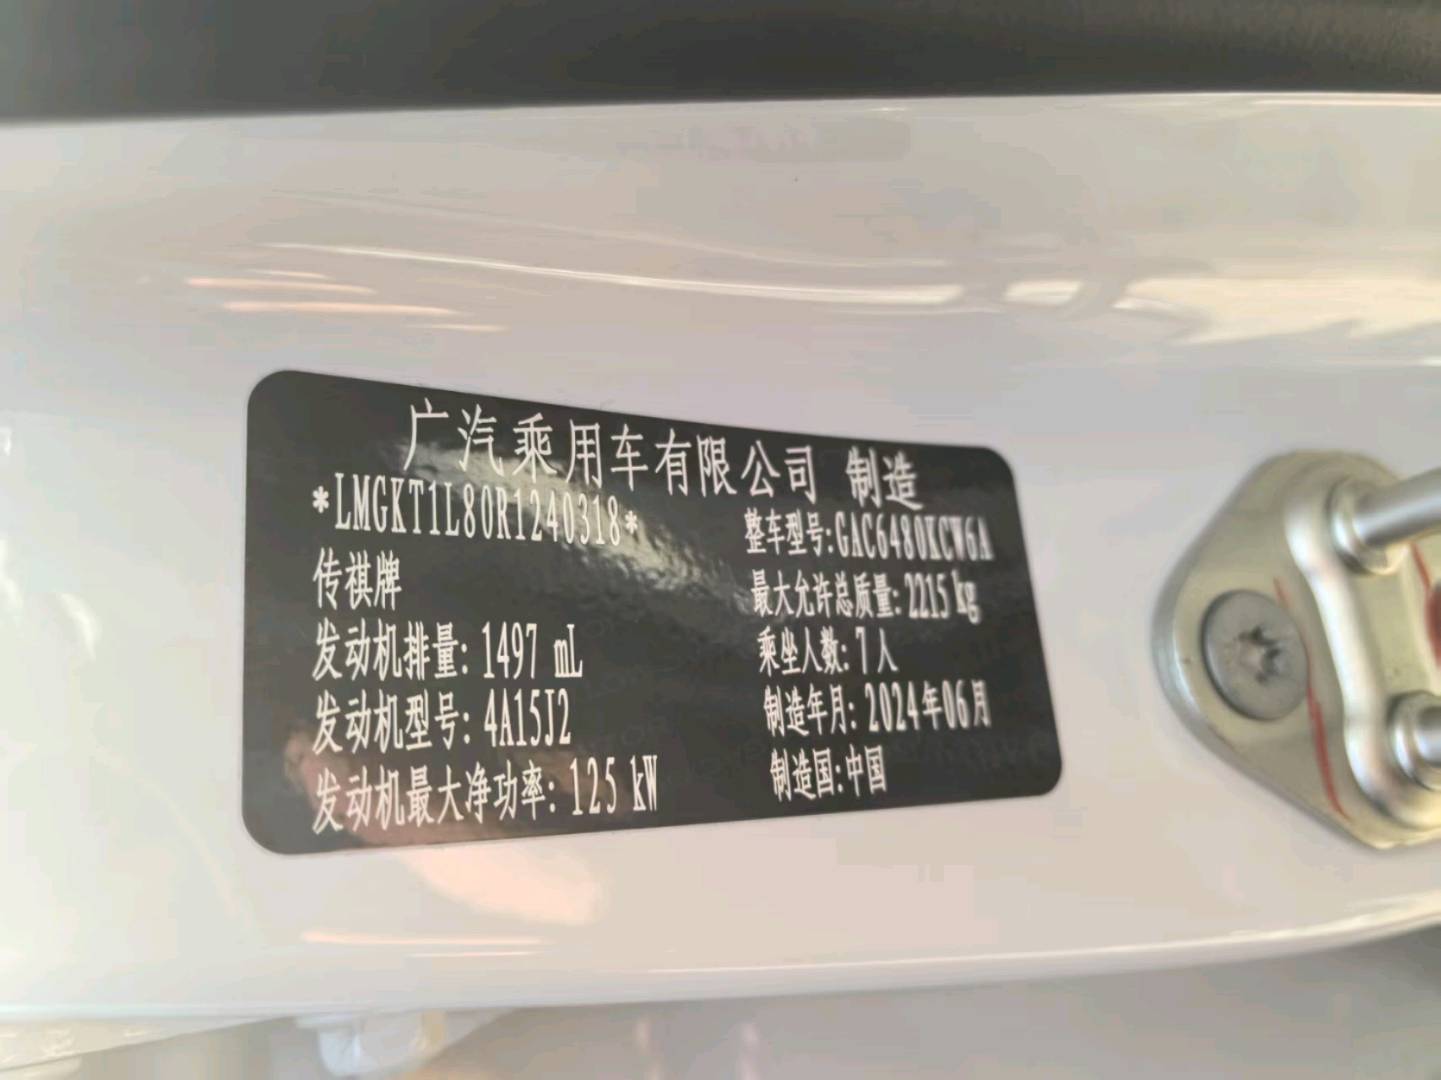 广汽乘用车有限公司 制造
*LMGKT1L80R1240318*
整车型号:GAC6480KCW6A
传祺牌
最大允许总质量:2215 kg
发动机排量: 1497 mL
乘坐人数:7人
发动机型号: 4A15J2
制造年月: 2024年06月
发动机最大净功率: 125 kW
制造国:中国